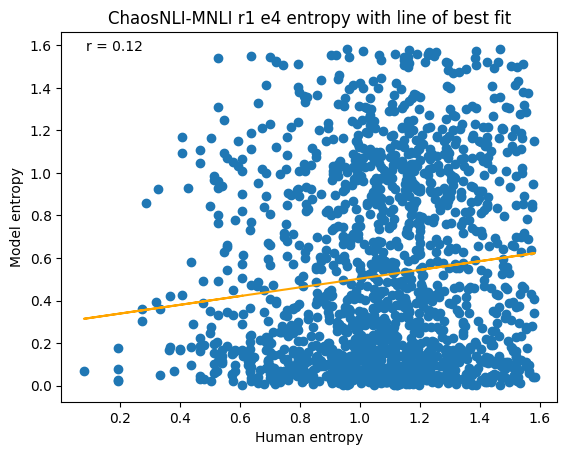 ChaosNLI-MNLI r1 e4 entropy with line of best fit
r = 0.12
Model entropy
1.6
1.4
1.2
1.0
0.8
0.6
0.4
0.2
0.0
0.2 0.4 0.6 0.8 1.0 1.2 1.4 1.6
Human entropy